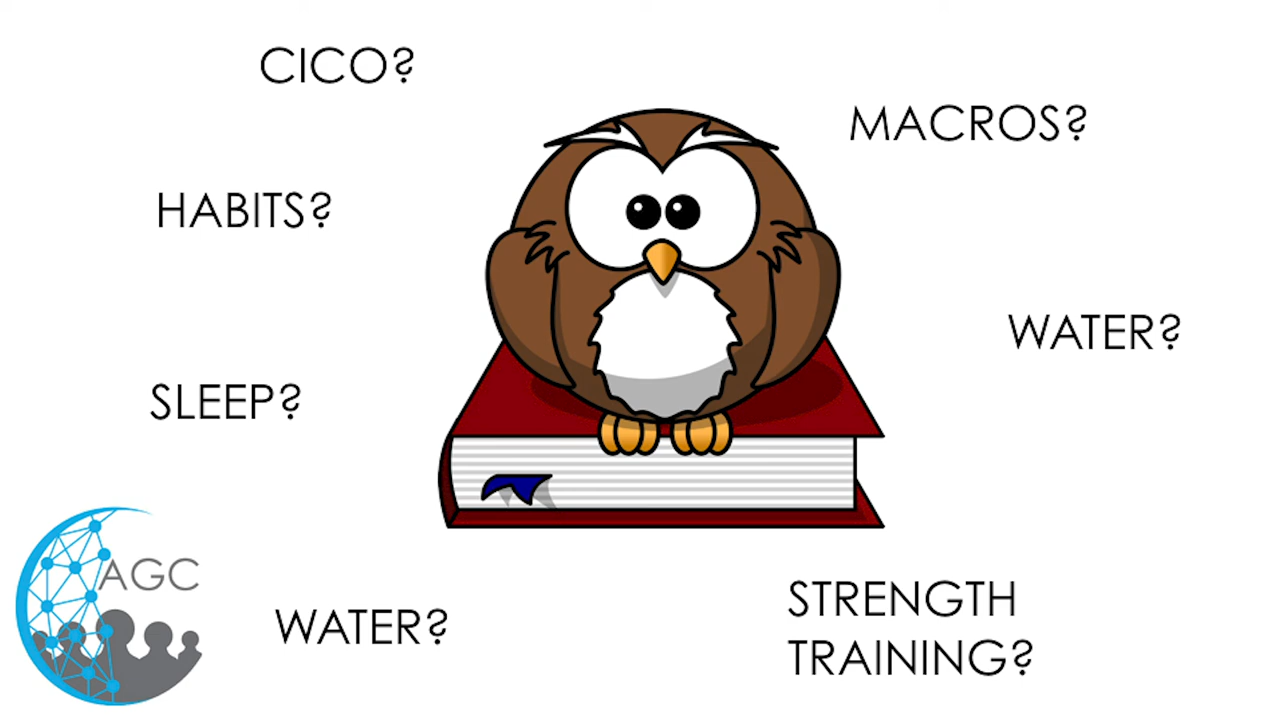 CICO?
MACROS?
HABITS?
WATER?
SLEEP?
AGC
WATER?
STRENGTH
TRAINING?